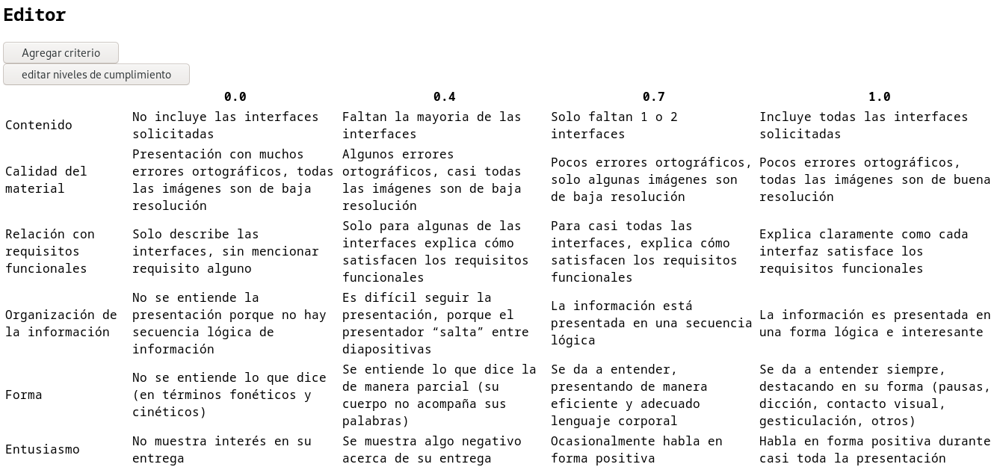 Editor
Agregar criterio
editar niveles de cumplimiento
0.0 0.4 0.7 1.0
Contenido
No incluye las interfaces
solicitadas
Faltan la mayoria de las
interfaces
Solo faltan 1 o 2
interfaces
Incluye todas las interfaces
solicitadas
Calidad del
material
Presentación con muchos
errores ortográficos, todas
las imágenes son de baja
resolución
Algunos errores
ortográficos, casi todas
las imágenes son de baja
resolución
Pocos errores ortográficos,
solo algunas imágenes son
de baja resolución
Pocos errores ortográficos,
todas las imágenes son de buena
resolución
Relación con
requisitos
funcionales
Solo describe las
interfaces, sin mencionar
requisito alguno
Solo para algunas de las
interfaces explica cómo
satisfacen los requisitos
funcionales
Para casi todas las
interfaces, explica cómo
satisfacen los requisitos
funcionales
Explica claramente como cada
interfaz satisface los
requisitos funcionales
Organización de
la información
No se entiende la
presentación porque no hay
secuencia lógica de
información
Es difícil seguir la
presentación, porque el
presentador “salta” entre
diapositivas
La información está
presentada en una secuencia
lógica
La información es presentada en
una forma lógica e interesante
Forma
No se entiende lo que dice
(en términos fonéticos y
cinéticos)
Se entiende lo que dice la
de manera parcial (su
cuerpo no acompaña sus
palabras)
Se da a entender,
presentando de manera
eficiente y adecuado
lenguaje corporal
Se da a entender siempre,
destacando en su forma (pausas,
dicción, contacto visual,
gesticulación, otros)
Entusiasmo
No muestra interés en su
entrega
Se muestra algo negativo
acerca de su entrega
Ocasionalmente habla en
forma positiva
Habla en forma positiva durante
casi toda la presentación